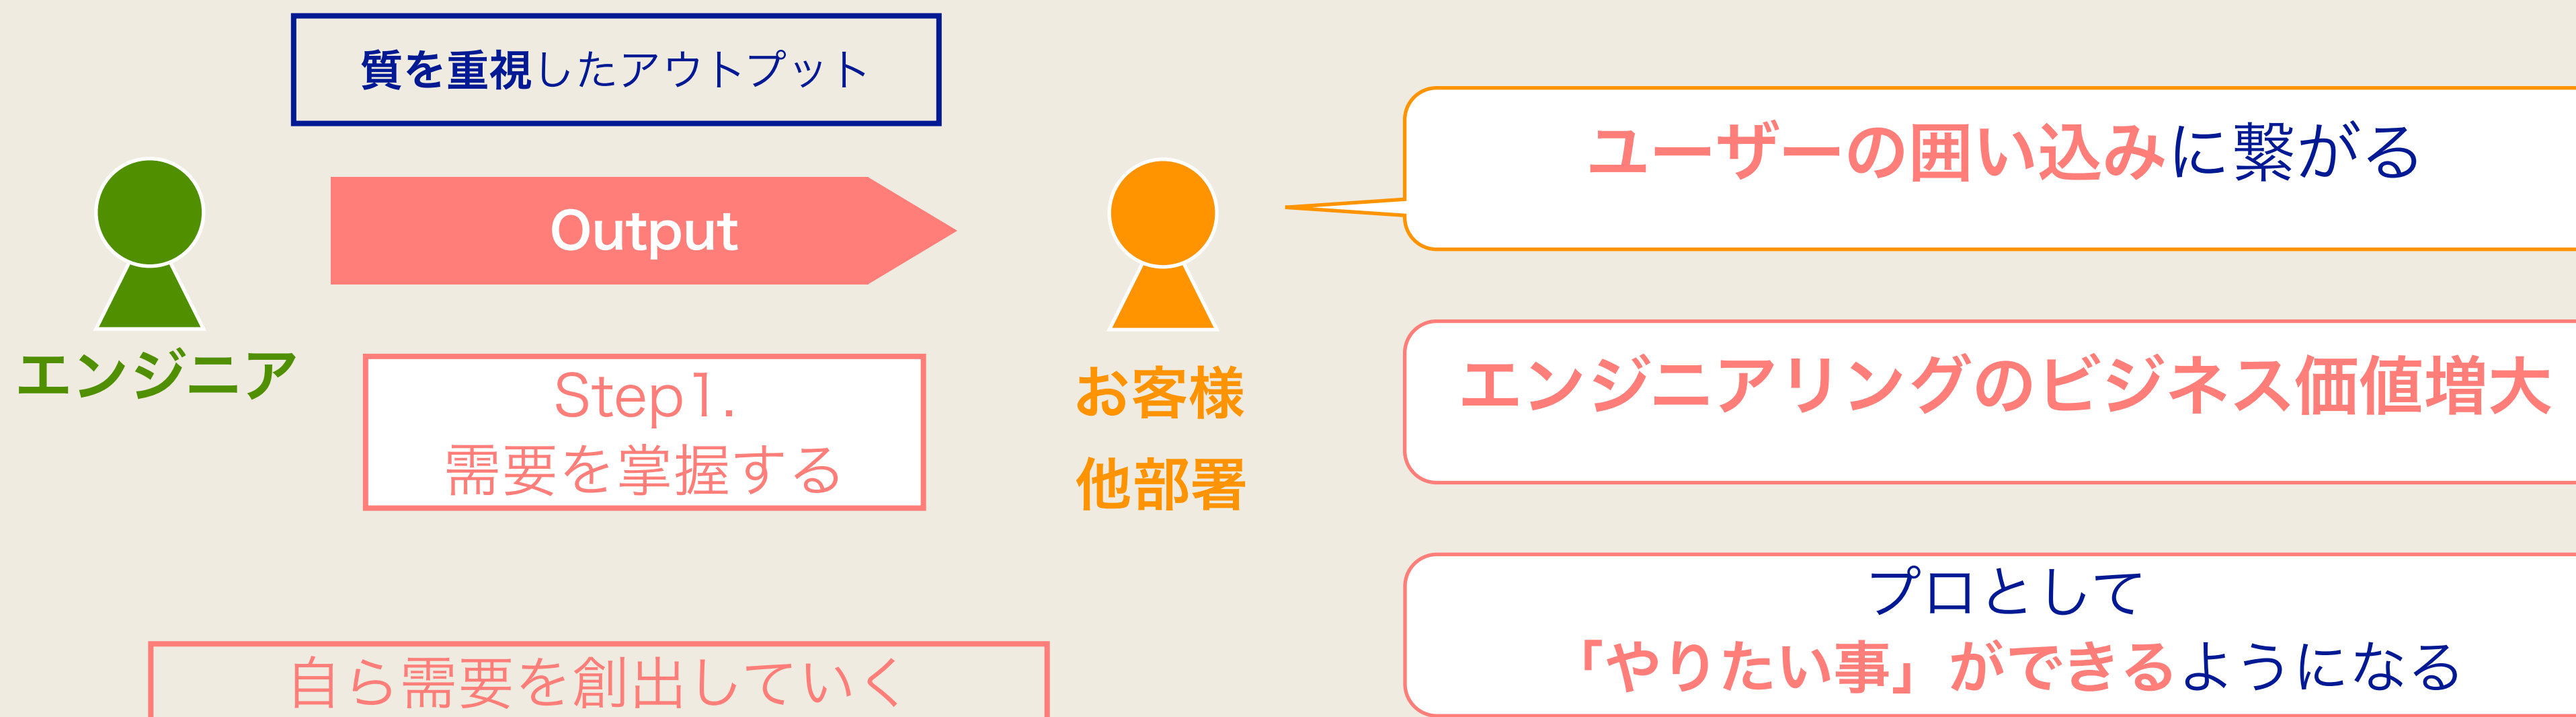 質を重視したアウトプット
Output
エンジニア
Step1.
需要を掌握する
お客様
他部署
自ら需要を創出していく
ユーザーの囲い込みに繋がる
エンジニアリングのビジネス価値増大
プロとして
「やりたい事」ができるようになる